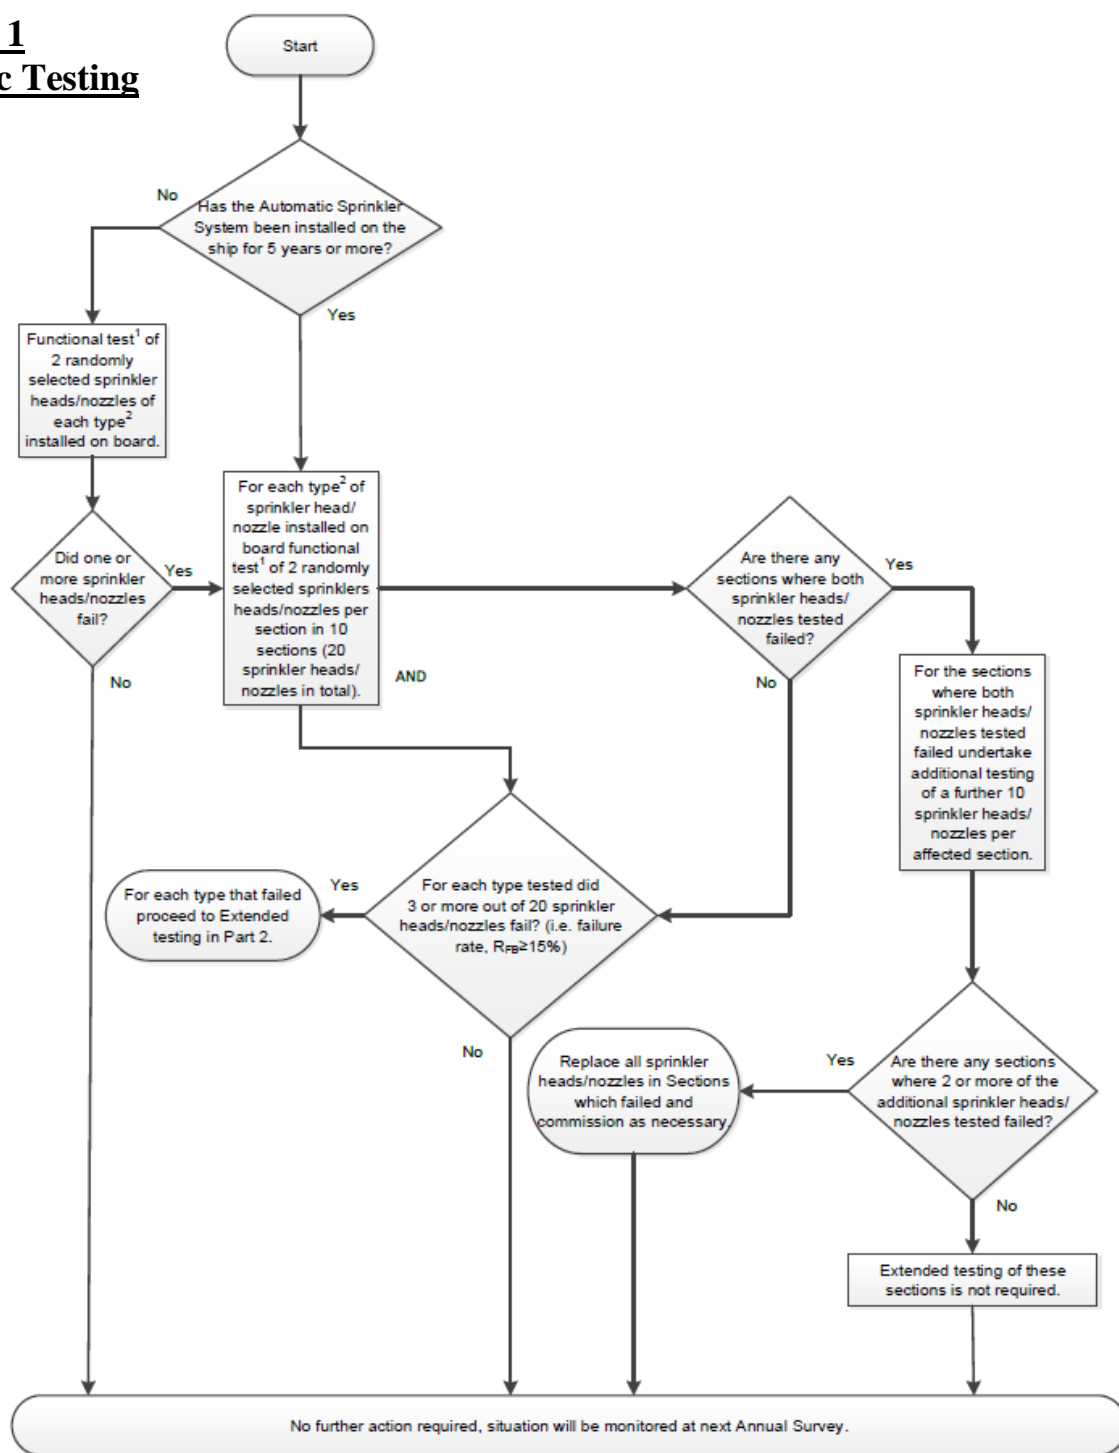 1
c Testing
Start
No
Has the Automatic Sprinkler
System been installed on the
ship for 5 years or more?
Yes
Functional test¹ of
2 randomly
selected sprinkler
heads/nozzles of
each type²
installed on board.
For each type² of
sprinkler head/
nozzle installed on
board functional
test¹ of 2 randomly
selected sprinklers
heads/nozzles per
section in 10
sections (20
sprinkler heads/
nozzles in total).
Did one or
more sprinkler
heads/nozzles
fail?
Yes
No
AND
Are there any
sections where both
sprinkler heads/
nozzles tested
failed?
Yes
No
For the sections
where both
sprinkler heads/
nozzles tested
failed undertake
additional testing
of a further 10
sprinkler heads/
nozzles per
affected section.
For each type that failed
proceed to Extended
testing in Part 2.
Yes
For each type tested did
3 or more out of 20 sprinkler
heads/nozzles fail? (i.e. failure
rate, RFB≥15%)
No
Replace all sprinkler
heads/nozzles in Sections
which failed and
commission as necessary.
Yes
Are there any sections
where 2 or more of the
additional sprinkler heads/
nozzles tested failed?
No
Extended testing of these
sections is not required.
No further action required, situation will be monitored at next Annual Survey.